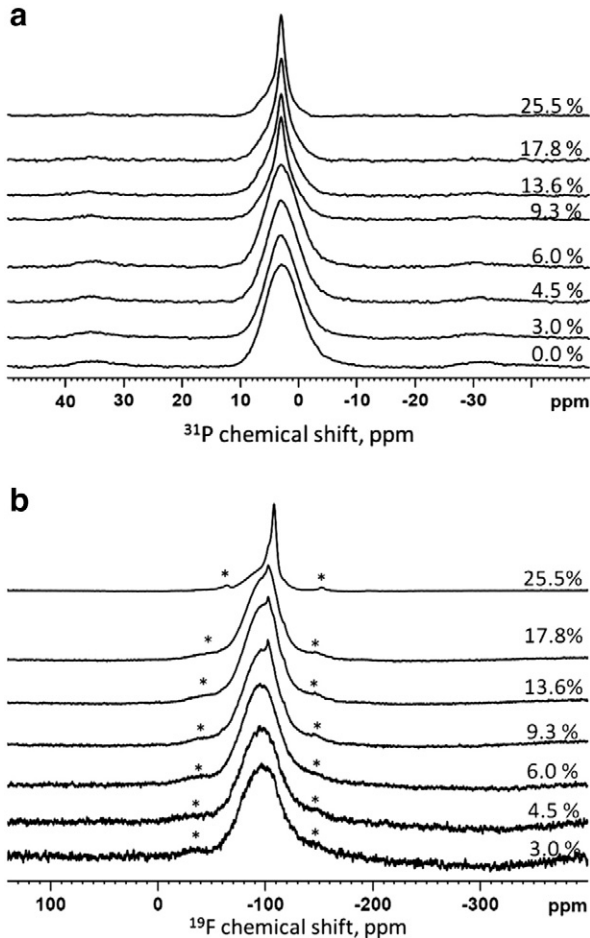 a
25.5 %
17.8 %
13.6 %
9.3 %
6.0 %
4.5 %
3.0 %
0.0 %
40 30 20 10 0 -10 -20 -30 ppm
³¹P chemical shift, ppm
b
* * 25.5%
* * 17.8%
* * 13.6%
* * 9.3 %
* * 6.0 %
* * 4.5 %
* * 3.0 %
100 0 -100 -200 -300 ppm
¹⁹F chemical shift, ppm